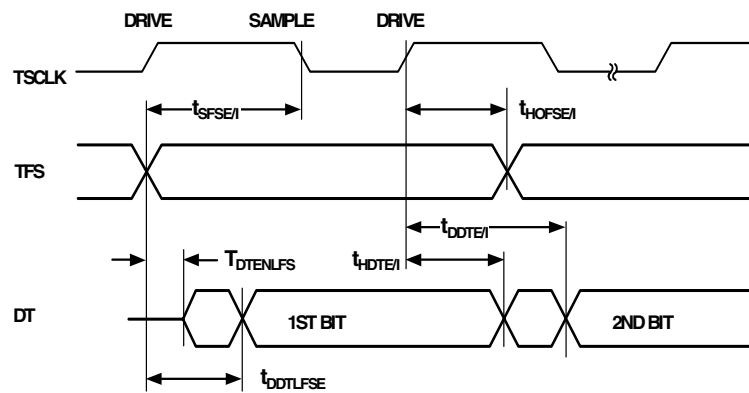 DRIVE SAMPLE DRIVE
TSCLK
tSFSE/I tHOFSE/I
TFS
tDDTE/I
TDTENLFS tHDTE/I
DT 1ST BIT 2ND BIT
tDDTLFSE